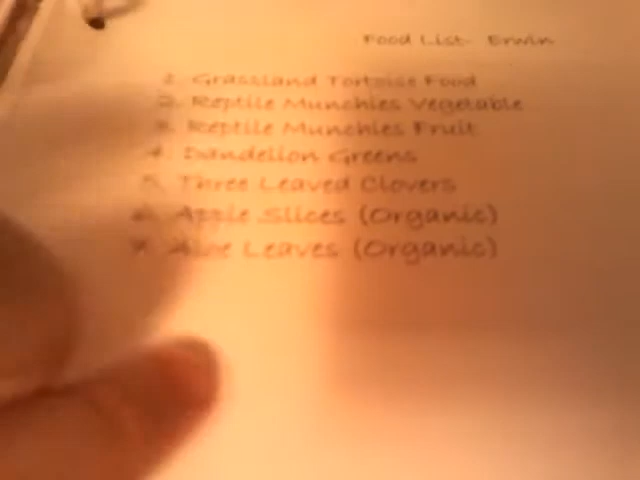 Food List- Erwin
1. Grassland Tortoise Food
2. Reptile Munchies Vegetable
3. Reptile Munchies Fruit
4. Dandelion Greens
5. Three Leaved Clovers
6. Apple Slices (Organic)
7. Aloe Leaves (Organic)